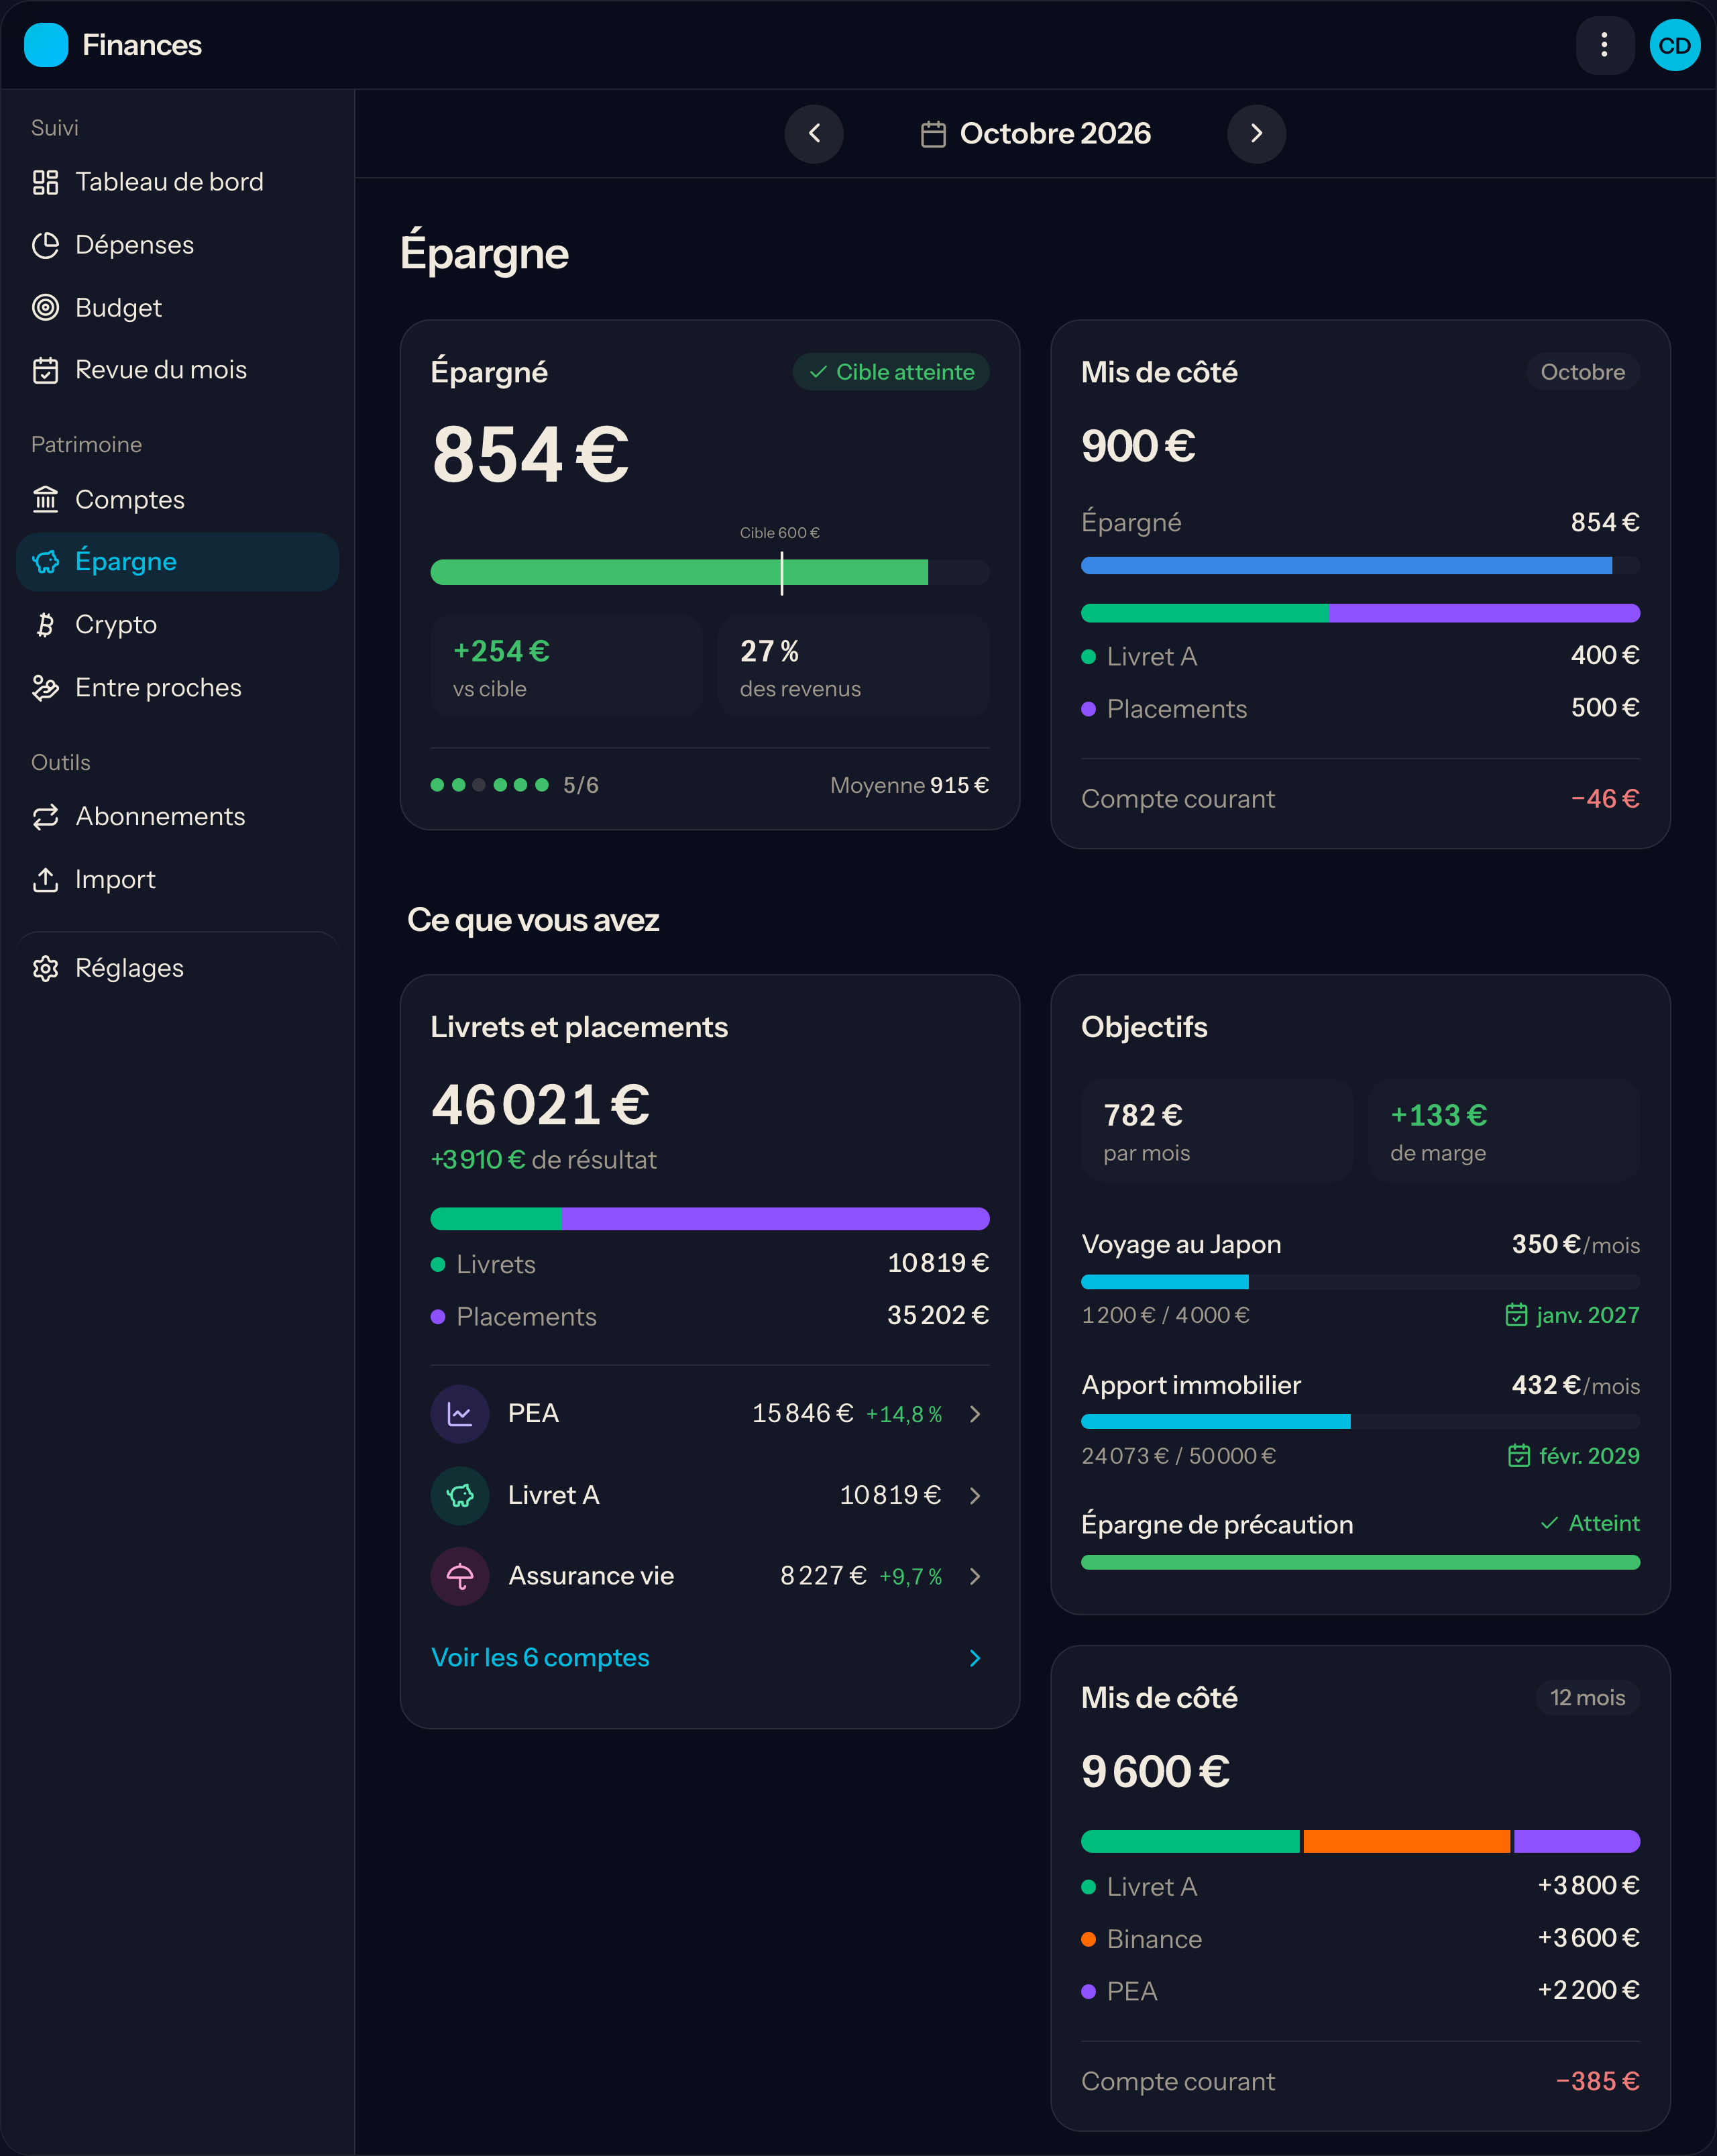 Finances
CD
Suivi
Tableau de bord
Dépenses
Budget
Revue du mois
Patrimoine
Comptes
Épargne
Crypto
Entre proches
Outils
Abonnements
Import
Réglages
Octobre 2026
Épargne
Épargné
Cible atteinte
854 €
Cible 600 €
+254 €
vs cible
27 %
des revenus
5/6
Moyenne 915 €
Mis de côté
Octobre
900 €
Épargné 854 €
Livret A 400 €
Placements 500 €
Compte courant −46 €
Ce que vous avez
Livrets et placements
46 021 €
+3 910 € de résultat
Livrets 10 819 €
Placements 35 202 €
PEA 15 846 € +14,8 %
Livret A 10 819 €
Assurance vie 8 227 € +9,7 %
Voir les 6 comptes
Objectifs
782 €
par mois
+133 €
de marge
Voyage au Japon 350 €/mois
1 200 € / 4 000 € janv. 2027
Apport immobilier 432 €/mois
24 073 € / 50 000 € févr. 2029
Épargne de précaution Atteint
Mis de côté 12 mois
9 600 €
Livret A +3 800 €
Binance +3 600 €
PEA +2 200 €
Compte courant −385 €